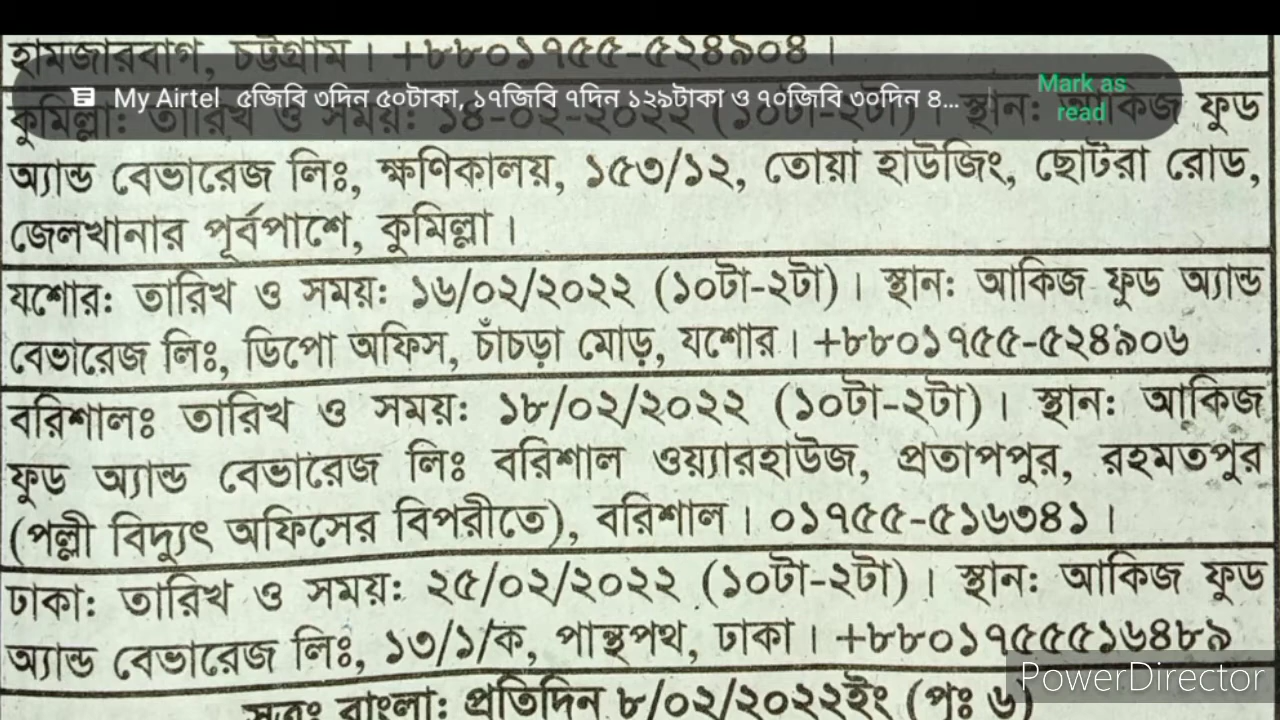 হামজারবাগ, চট্টগ্রাম। +৮৮০১৭৫৫-৫২৪৯০৪।
My Airtel ৫জিবি ৩দিন ৫০টাকা, ১৭জিবি ৭দিন ১২৯টাকা ও ৭০জিবি ৩০দিন ৪...
Mark as
read
কুমিল্লা: তারিখ ও সময়: ১৪-০২-২০২২ (১০টা-২টা)। স্থান: আকিজ ফুড
অ্যান্ড বেভারেজ লিঃ, ক্ষণিকালয়, ১৫৩/১২, তোয়া হাউজিং, ছোটরা রোড,
জেলখানার পূর্বপাশে, কুমিল্লা।
যশোর: তারিখ ও সময়: ১৬/০২/২০২২ (১০টা-২টা)। স্থান: আকিজ ফুড অ্যান্ড
বেভারেজ লিঃ, ডিপো অফিস, চাঁচড়া মোড়, যশোর। +৮৮০১৭৫৫-৫২৪৯০৬
বরিশালঃ তারিখ ও সময়: ১৮/০২/২০২২ (১০টা-২টা)। স্থান: আকিজ
ফুড অ্যান্ড বেভারেজ লিঃ বরিশাল ওয়্যারহাউজ, প্রতাপপুর, রহমতপুর
(পল্লী বিদ্যুৎ অফিসের বিপরীতে), বরিশাল। ০১৭৫৫-৫১৬৩৪১।
ঢাকা: তারিখ ও সময়: ২৫/০২/২০২২ (১০টা-২টা)। স্থান: আকিজ ফুড
অ্যান্ড বেভারেজ লিঃ, ১৩/১/ক, পান্থপথ, ঢাকা। +৮৮০১৭৫৫৫১৬৪৮৯
PowerDirector
সূত্রঃ বাংলা: প্রতিদিন ৮/০২/২০২২ইং (পৃঃ ৬)